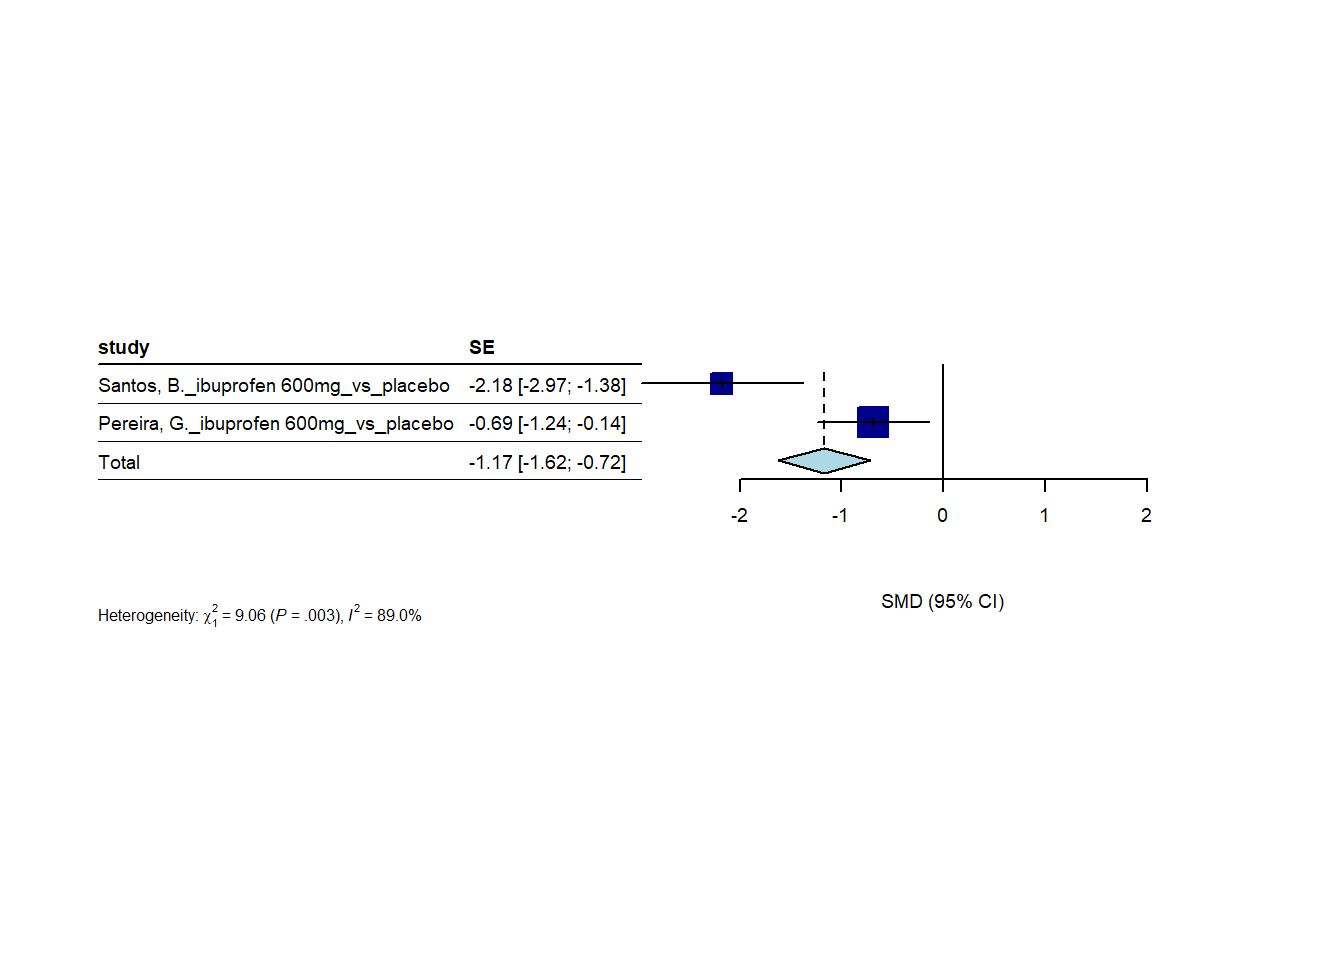 study SE
Santos, B._ibuprofen 600mg_vs_placebo -2.18 [-2.97; -1.38]
Pereira, G._ibuprofen 600mg_vs_placebo -0.69 [-1.24; -0.14]
Total -1.17 [-1.62; -0.72]
-2 -1 0 1 2
SMD (95% CI)
Heterogeneity: χ²₁ = 9.06 (P = .003), I² = 89.0%